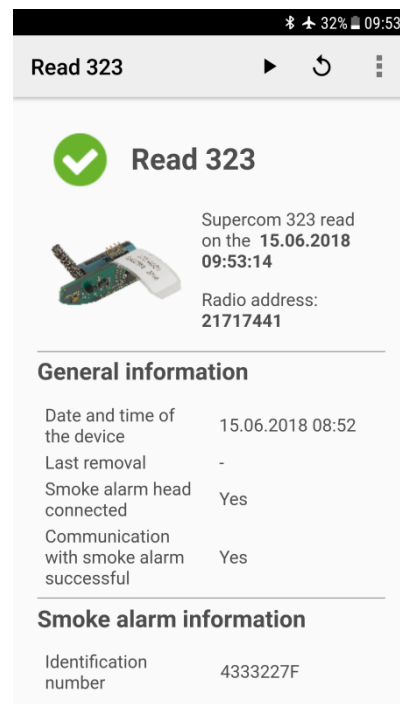 32% 09:53
Read 323
Read 323
Supercom 323 read
on the 15.06.2018
09:53:14
Radio address:
21717441
General information
Date and time of
the device
15.06.2018 08:52
Last removal
-
Smoke alarm head
connected
Yes
Communication
with smoke alarm
successful
Yes
Smoke alarm information
Identification
number
4333227F